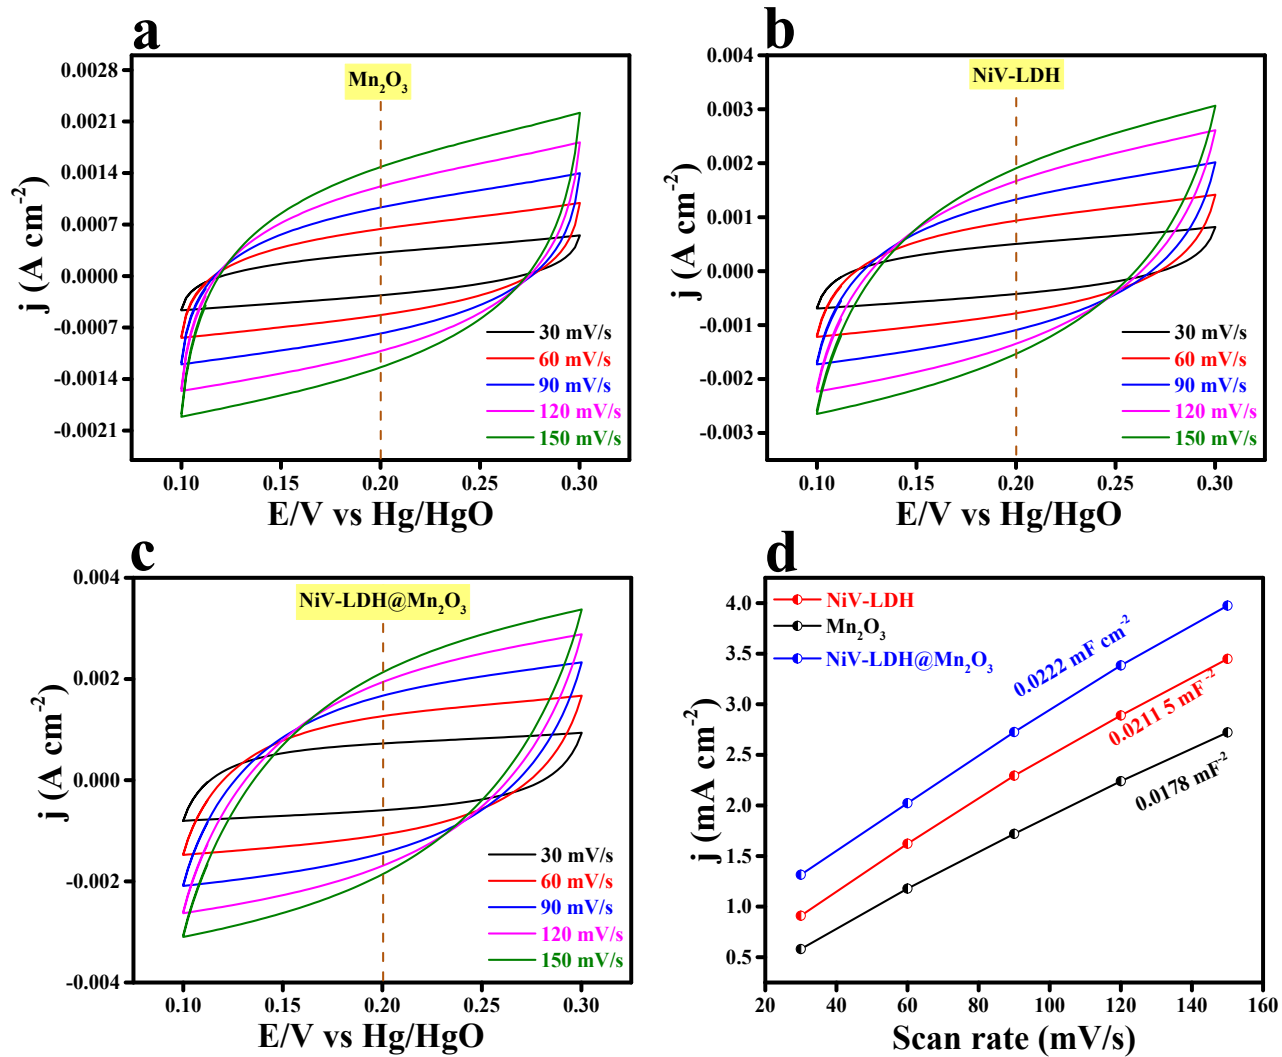 a
0.0028
0.0021
0.0014
0.0007
0.0000
-0.0007
-0.0014
-0.0021
j (A cm⁻²)
Mn₂O₃
30 mV/s
60 mV/s
90 mV/s
120 mV/s
150 mV/s
0.10 0.15 0.20 0.25 0.30
E/V vs Hg/HgO
b
0.004
0.003
0.002
0.001
0.000
-0.001
-0.002
-0.003
j (A cm⁻²)
NiV-LDH
30 mV/s
60 mV/s
90 mV/s
120 mV/s
150 mV/s
0.10 0.15 0.20 0.25 0.30
E/V vs Hg/HgO
c
0.004
0.002
0.000
-0.002
-0.004
j (A cm⁻²)
NiV-LDH@Mn₂O₃
30 mV/s
60 mV/s
90 mV/s
120 mV/s
150 mV/s
0.10 0.15 0.20 0.25 0.30
E/V vs Hg/HgO
d
4.0
3.5
3.0
2.5
2.0
1.5
1.0
0.5
j (mA cm⁻²)
NiV-LDH
Mn₂O₃
NiV-LDH@Mn₂O₃
0.0222 mF cm⁻²
0.0211 5 mF⁻²
0.0178 mF⁻²
20 40 60 80 100 120 140 160
Scan rate (mV/s)